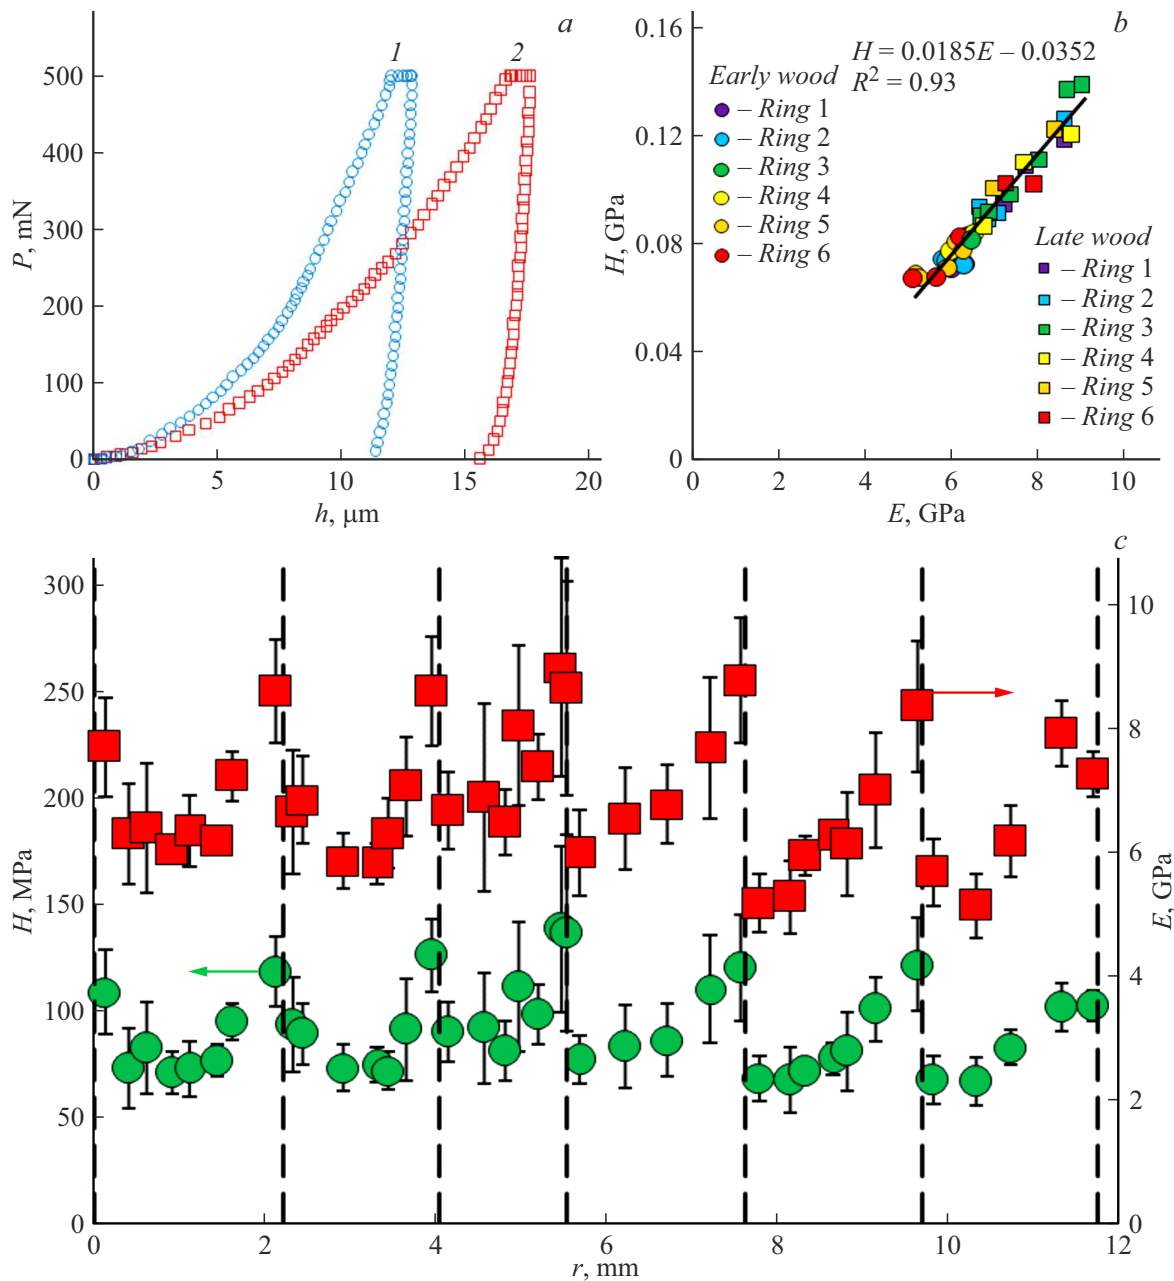 a
1
2
500
400
300
200
100
0
P, mN
0
5
10
15
20
h, μm
b
0.16
0.12
0.08
0.04
0
H, GPa
H = 0.0185E – 0.0352
R² = 0.93
Early wood
– Ring 1
– Ring 2
– Ring 3
– Ring 4
– Ring 5
– Ring 6
Late wood
– Ring 1
– Ring 2
– Ring 3
– Ring 4
– Ring 5
– Ring 6
0
2
4
6
8
10
E, GPa
c
300
250
200
150
100
50
0
H, MPa
10
8
6
4
2
0
E, GPa
0
2
4
6
8
10
12
r, mm